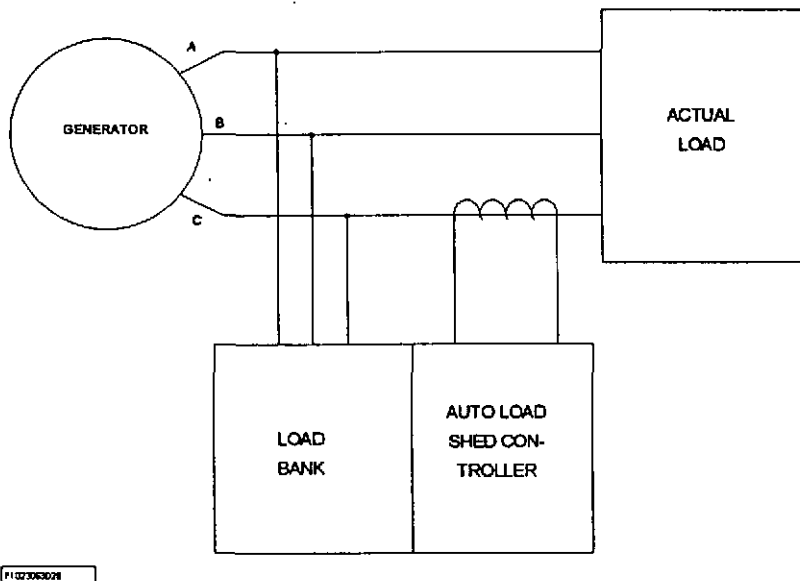 A
GENERATOR
B
C
ACTUAL
LOAD
LOAD
BANK
AUTO LOAD
SHED CON-
TROLLER